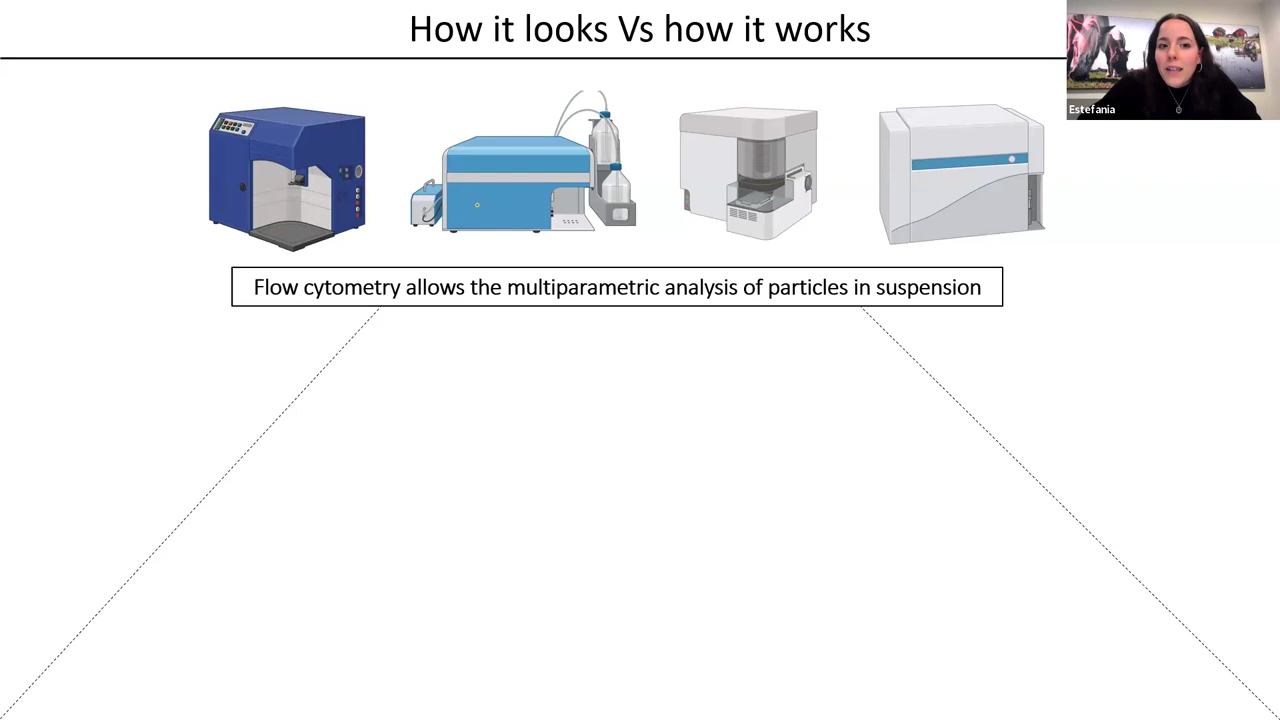 How it looks Vs how it works
Estefania
Flow cytometry allows the multiparametric analysis of particles in suspension